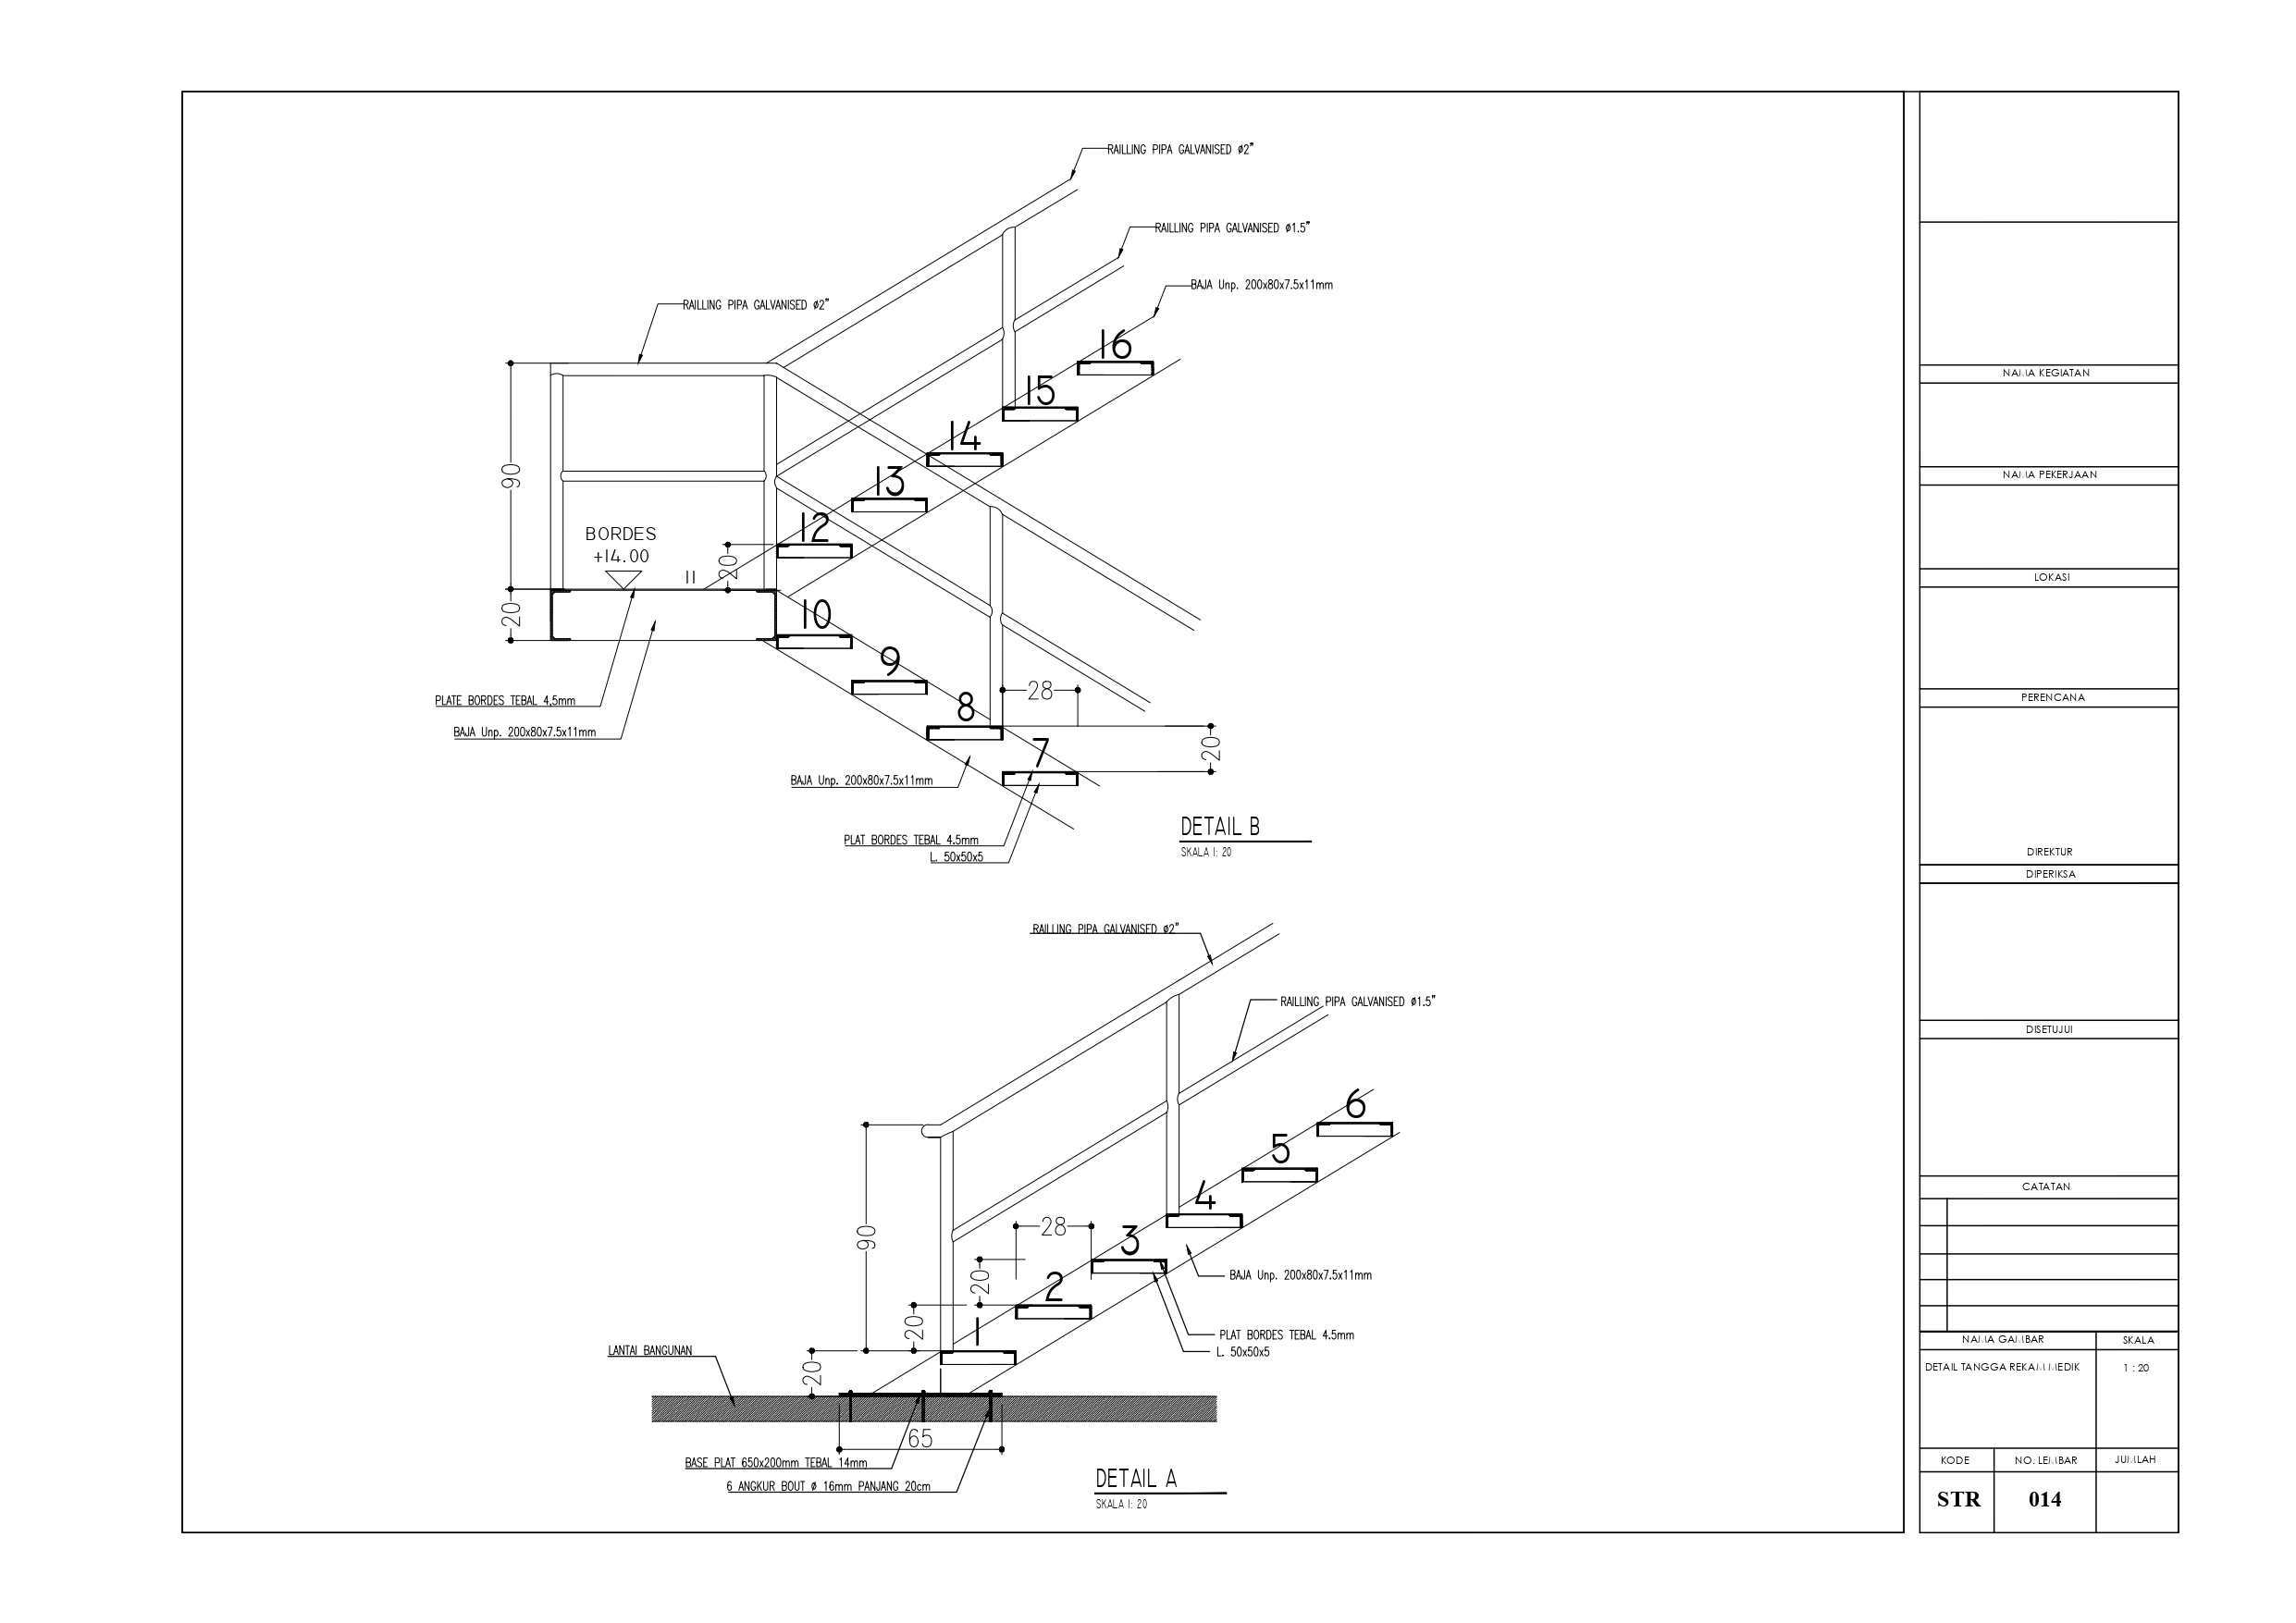 RAILLING PIPA GALVANISED ø2"
RAILLING PIPA GALVANISED ø1.5"
BAJA Unp. 200x80x7.5x11mm
RAILLING PIPA GALVANISED ø2"
16
15
14
13
12
90
BORDES
+14.00
11
20
20
10
9
8
7
28
20
PLATE BORDES TEBAL 4,5mm
BAJA Unp. 200x80x7.5x11mm
BAJA Unp. 200x80x7.5x11mm
PLAT BORDES TEBAL 4.5mm
L. 50x50x5
DETAIL B
SKALA 1: 20
RAILLING PIPA GALVANISED ø2"
RAILLING PIPA GALVANISED ø1.5"
6
5
4
3
2
1
90
28
20
20
20
BAJA Unp. 200x80x7.5x11mm
PLAT BORDES TEBAL 4.5mm
L. 50x50x5
LANTAI BANGUNAN
65
BASE PLAT 650x200mm TEBAL 14mm
6 ANGKUR BOUT ø 16mm PANJANG 20cm
DETAIL A
SKALA 1: 20
NAMA KEGIATAN
NAMA PEKERJAAN
LOKASI
PERENCANA
DIREKTUR
DIPERIKSA
DISETUJUI
CATATAN
NAMA GAMBAR SKALA
DETAIL TANGGA REKAM MEDIK 1 : 20
KODE NO. LEMBAR JUMLAH
STR 014